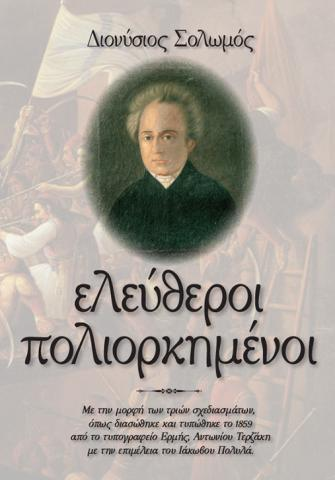 Διονύσιος Σολωμός
ελεύθεροι
πολιορκημένοι
Με την μορφή των τριών σχεδιασμάτων,
όπως διασώθηκε και τυπώθηκε το 1859
από το τυπογραφείο Ερμής, Αντωνίου Τερζάκη
με την επιμέλεια του Ιάκωβου Πολυλά.